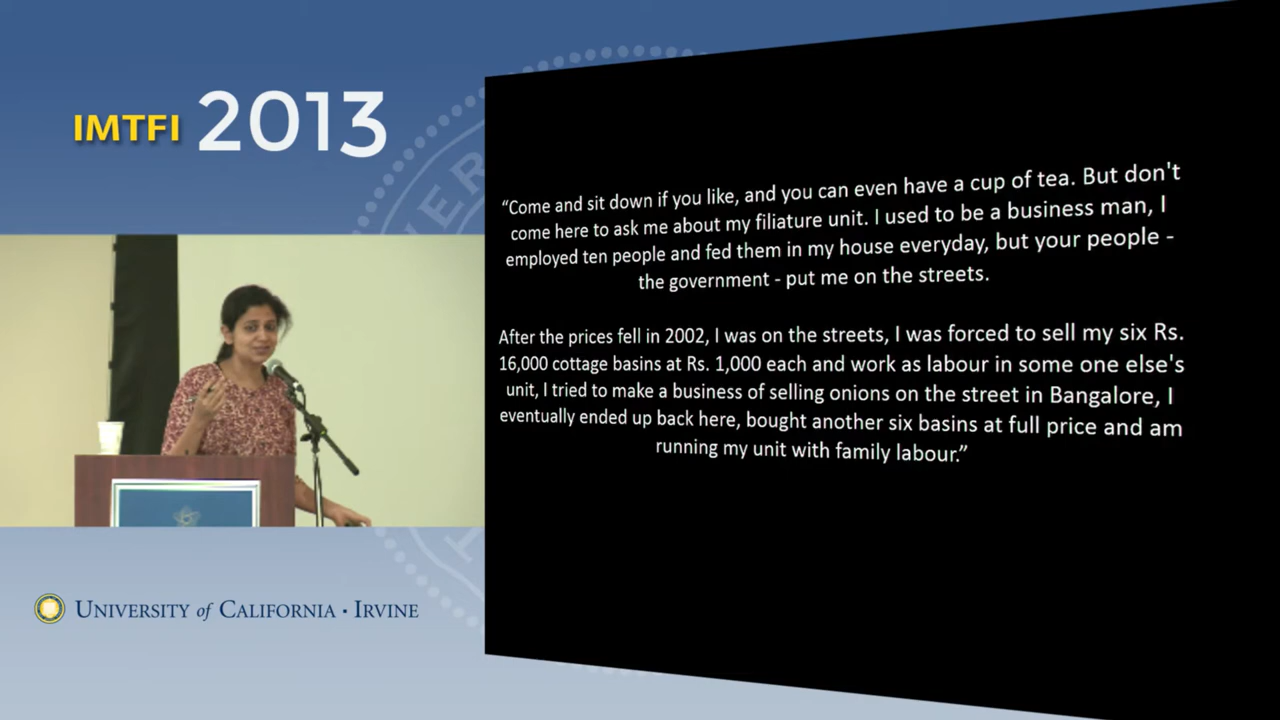 IMTFI 2013
“Come and sit down if you like, and you can even have a cup of tea. But don't
come here to ask me about my filiature unit. I used to be a business man, I
employed ten people and fed them in my house everyday, but your people -
the government - put me on the streets.
After the prices fell in 2002, I was on the streets, I was forced to sell my six Rs.
16,000 cottage basins at Rs. 1,000 each and work as labour in some one else's
unit, I tried to make a business of selling onions on the street in Bangalore, I
eventually ended up back here, bought another six basins at full price and am
running my unit with family labour.”
UNIVERSITY of CALIFORNIA · IRVINE